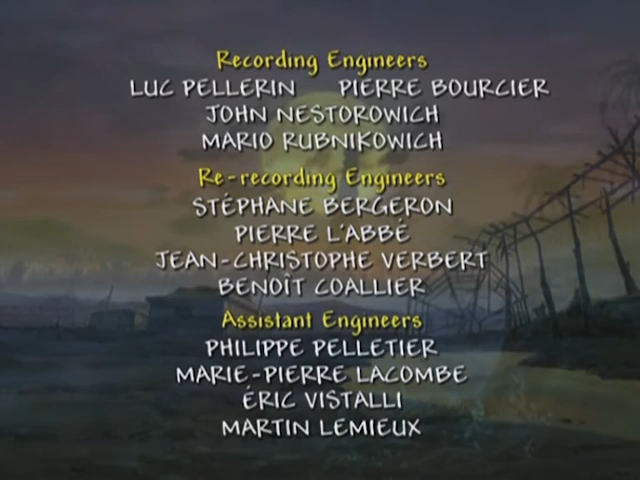 Recording Engineers
LUC PELLERIN PIERRE BOURCIER
JOHN NESTOROWICH
MARIO RUBNIKOWICH
Re-recording Engineers
STÉPHANE BERGERON
PIERRE L'ABBÉ
JEAN-CHRISTOPHE VERBERT
BENOÎT COALLIER
Assistant Engineers
PHILIPPE PELLETIER
MARIE-PIERRE LACOMBE
ÉRIC VISTALLI
MARTIN LEMIEUX